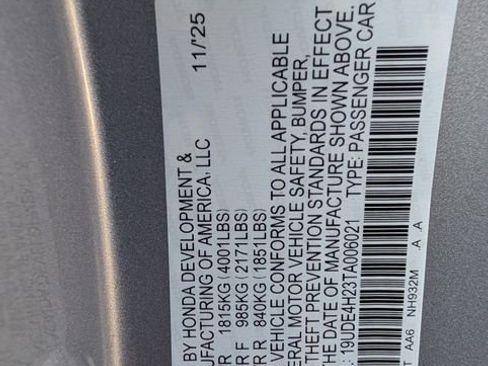 BY HONDA DEVELOPMENT &
UFACTURING OF AMERICA, LLC 11/'25
R 1815KG (4001LBS)
R F 985KG (2171LBS)
R R 840KG (1851LBS)
VEHICLE CONFORMS TO ALL APPLICABLE
ERAL MOTOR VEHICLE SAFETY, BUMPER,
THEFT PREVENTION STANDARDS IN EFFECT
THE DATE OF MANUFACTURE SHOWN ABOVE.
: 19UDE4H23TA006021 TYPE: PASSENGER CAR
T AA6 NH932M .A .A